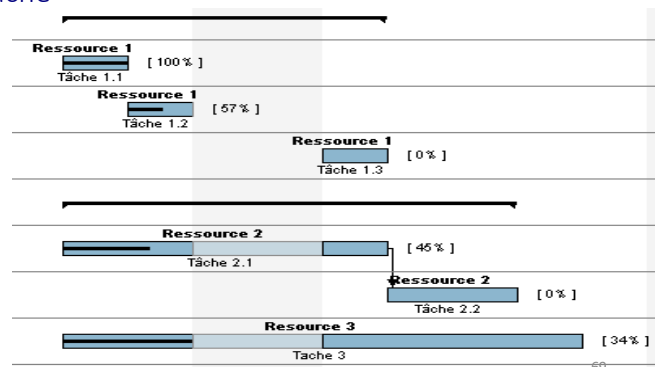 Ressource 1
[ 100% ]
Tâche 1.1
Ressource 1
[ 57% ]
Tâche 1.2
Ressource 1
[ 0% ]
Tâche 1.3
Ressource 2
[ 45% ]
Tâche 2.1
Ressource 2
[ 0% ]
Tâche 2.2
Resource 3
[ 34% ]
Tache 3